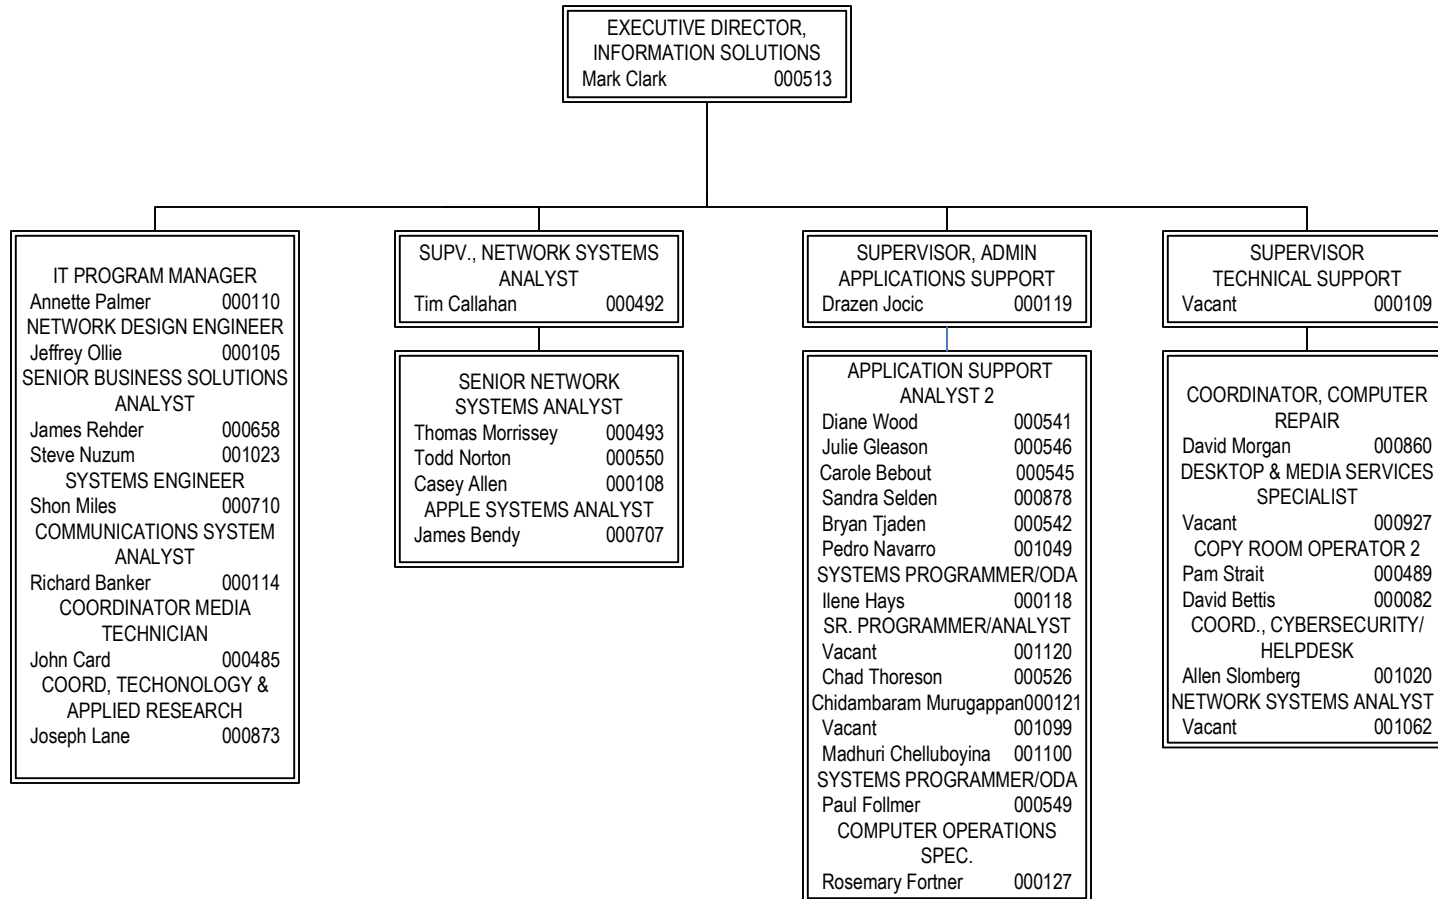 EXECUTIVE DIRECTOR,
INFORMATION SOLUTIONS
Mark Clark 000513
IT PROGRAM MANAGER
Annette Palmer 000110
NETWORK DESIGN ENGINEER
Jeffrey Ollie 000105
SENIOR BUSINESS SOLUTIONS
ANALYST
James Rehder 000658
Steve Nuzum 001023
SYSTEMS ENGINEER
Shon Miles 000710
COMMUNICATIONS SYSTEM
ANALYST
Richard Banker 000114
COORDINATOR MEDIA
TECHNICIAN
John Card 000485
COORD, TECHONOLOGY &
APPLIED RESEARCH
Joseph Lane 000873
SUPV., NETWORK SYSTEMS
ANALYST
Tim Callahan 000492
SENIOR NETWORK
SYSTEMS ANALYST
Thomas Morrissey 000493
Todd Norton 000550
Casey Allen 000108
APPLE SYSTEMS ANALYST
James Bendy 000707
SUPERVISOR, ADMIN
APPLICATIONS SUPPORT
Drazen Jocic 000119
APPLICATION SUPPORT
ANALYST 2
Diane Wood 000541
Julie Gleason 000546
Carole Bebout 000545
Sandra Selden 000878
Bryan Tjaden 000542
Pedro Navarro 001049
SYSTEMS PROGRAMMER/ODA
Ilene Hays 000118
SR. PROGRAMMER/ANALYST
Vacant 001120
Chad Thoreson 000526
Chidambaram Murugappan000121
Vacant 001099
Madhuri Chelluboyina 001100
SYSTEMS PROGRAMMER/ODA
Paul Follmer 000549
COMPUTER OPERATIONS
SPEC.
Rosemary Fortner 000127
SUPERVISOR
TECHNICAL SUPPORT
Vacant 000109
COORDINATOR, COMPUTER
REPAIR
David Morgan 000860
DESKTOP & MEDIA SERVICES
SPECIALIST
Vacant 000927
COPY ROOM OPERATOR 2
Pam Strait 000489
David Bettis 000082
COORD., CYBERSECURITY/
HELPDESK
Allen Slomberg 001020
NETWORK SYSTEMS ANALYST
Vacant 001062